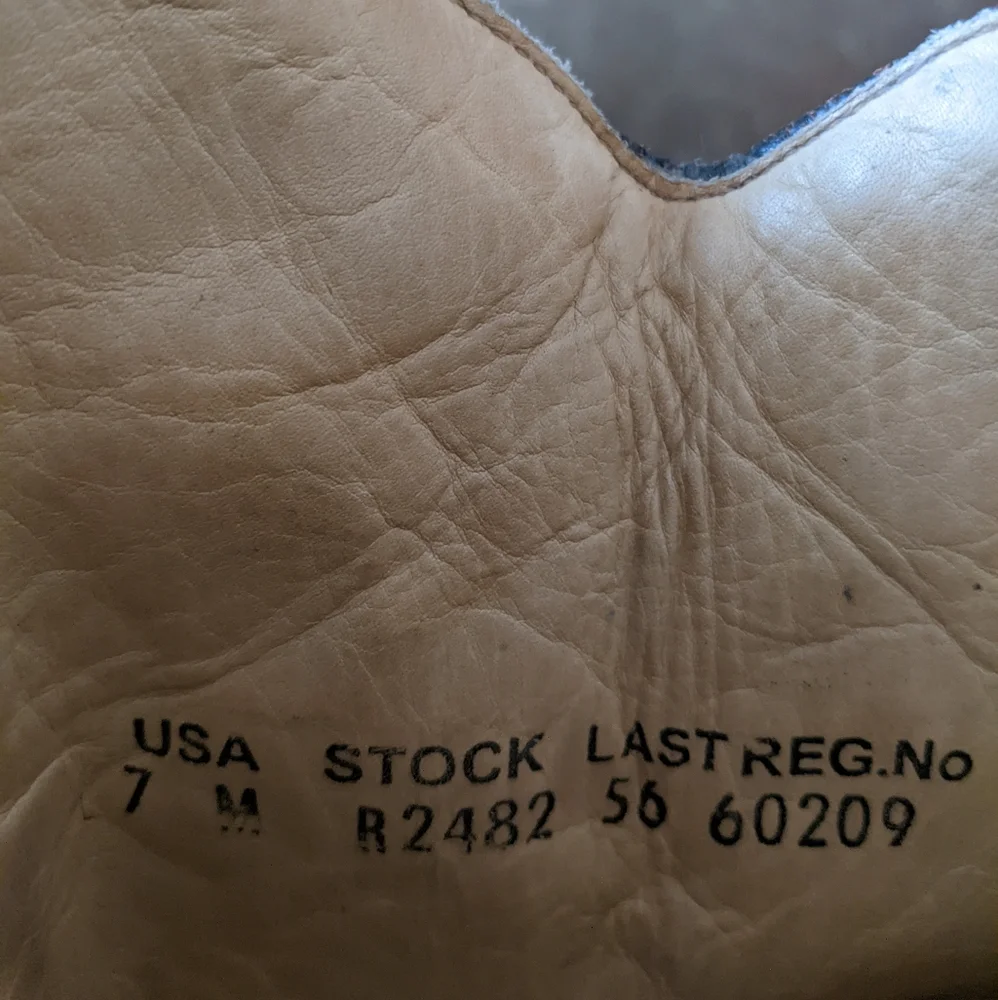 USA STOCK LAST REG.No
7 M R2482 56 60209